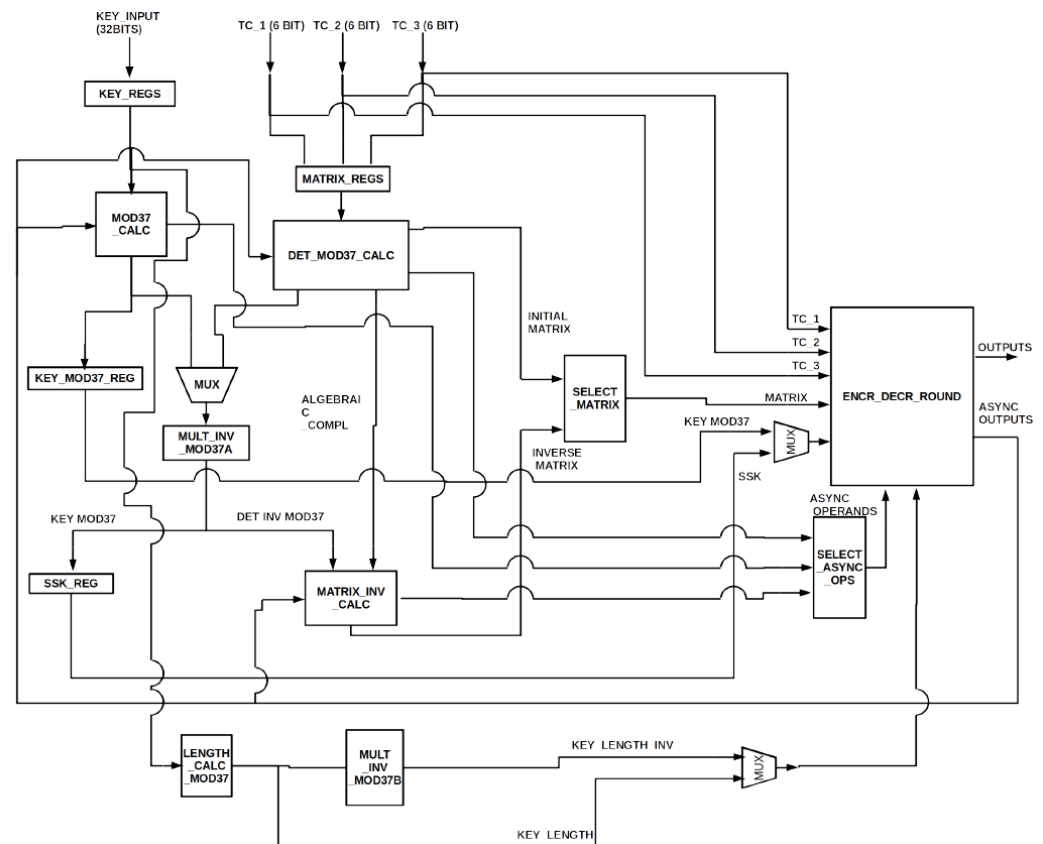 KEY_INPUT
(32BITS)
TC_1 (6 BIT)
TC_2 (6 BIT)
TC_3 (6 BIT)
KEY_REGS
MATRIX_REGS
MOD37
_CALC
DET_MOD37_CALC
INITIAL
MATRIX
TC_1
TC_2
TC_3
OUTPUTS
KEY_MOD37_REG
MUX
ALGEBRAI
C
_COMPL
SELECT
_MATRIX
MATRIX
ENCR_DECR_ROUND
ASYNC
OUTPUTS
KEY MOD37
MUX
MULT_INV
_MOD37A
INVERSE
MATRIX
SSK
KEY MOD37
DET INV MOD37
ASYNC
OPERANDS
SELECT
_ASYNC
_OPS
SSK_REG
MATRIX_INV
_CALC
LENGTH
_CALC
_MOD37
MULT
_INV
_MOD37B
KEY LENGTH INV
MUX
KEY LENGTH